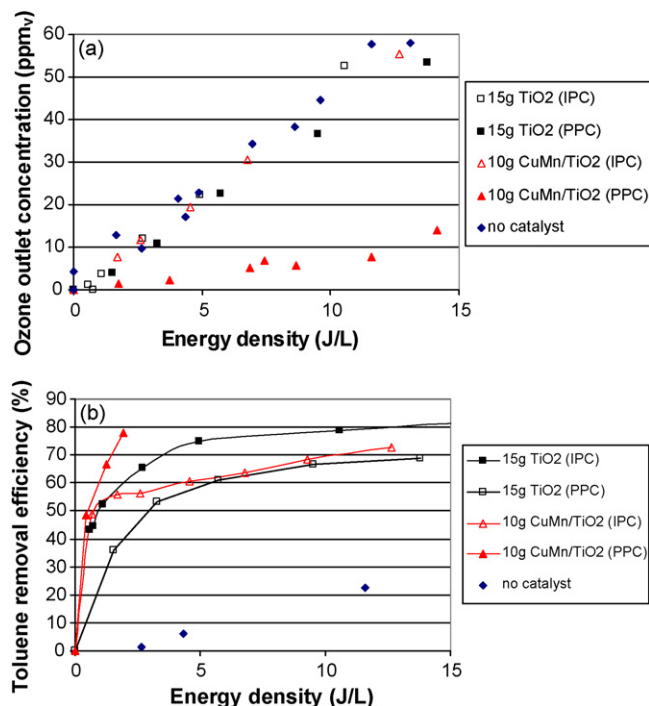 (a)
Ozone outlet concentration (ppmv)
60
50
40
30
20
10
0
0
5
10
15
Energy density (J/L)
15g TiO2 (IPC)
15g TiO2 (PPC)
10g CuMn/TiO2 (IPC)
10g CuMn/TiO2 (PPC)
no catalyst
(b)
Toluene removal efficiency (%)
90
80
70
60
50
40
30
20
10
0
0
5
10
15
Energy density (J/L)
15g TiO2 (IPC)
15g TiO2 (PPC)
10g CuMn/TiO2 (IPC)
10g CuMn/TiO2 (PPC)
no catalyst